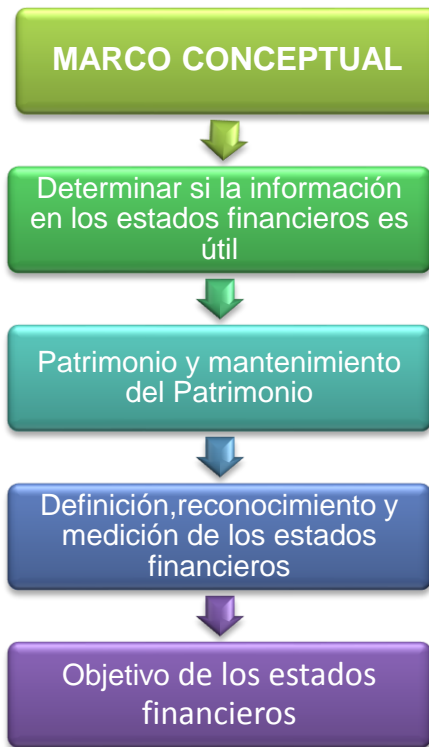 MARCO CONCEPTUAL
Determinar si la información
en los estados financieros es
útil
Patrimonio y mantenimiento
del Patrimonio
Definición,reconocimiento y
medición de los estados
financieros
Objetivo de los estados
financieros